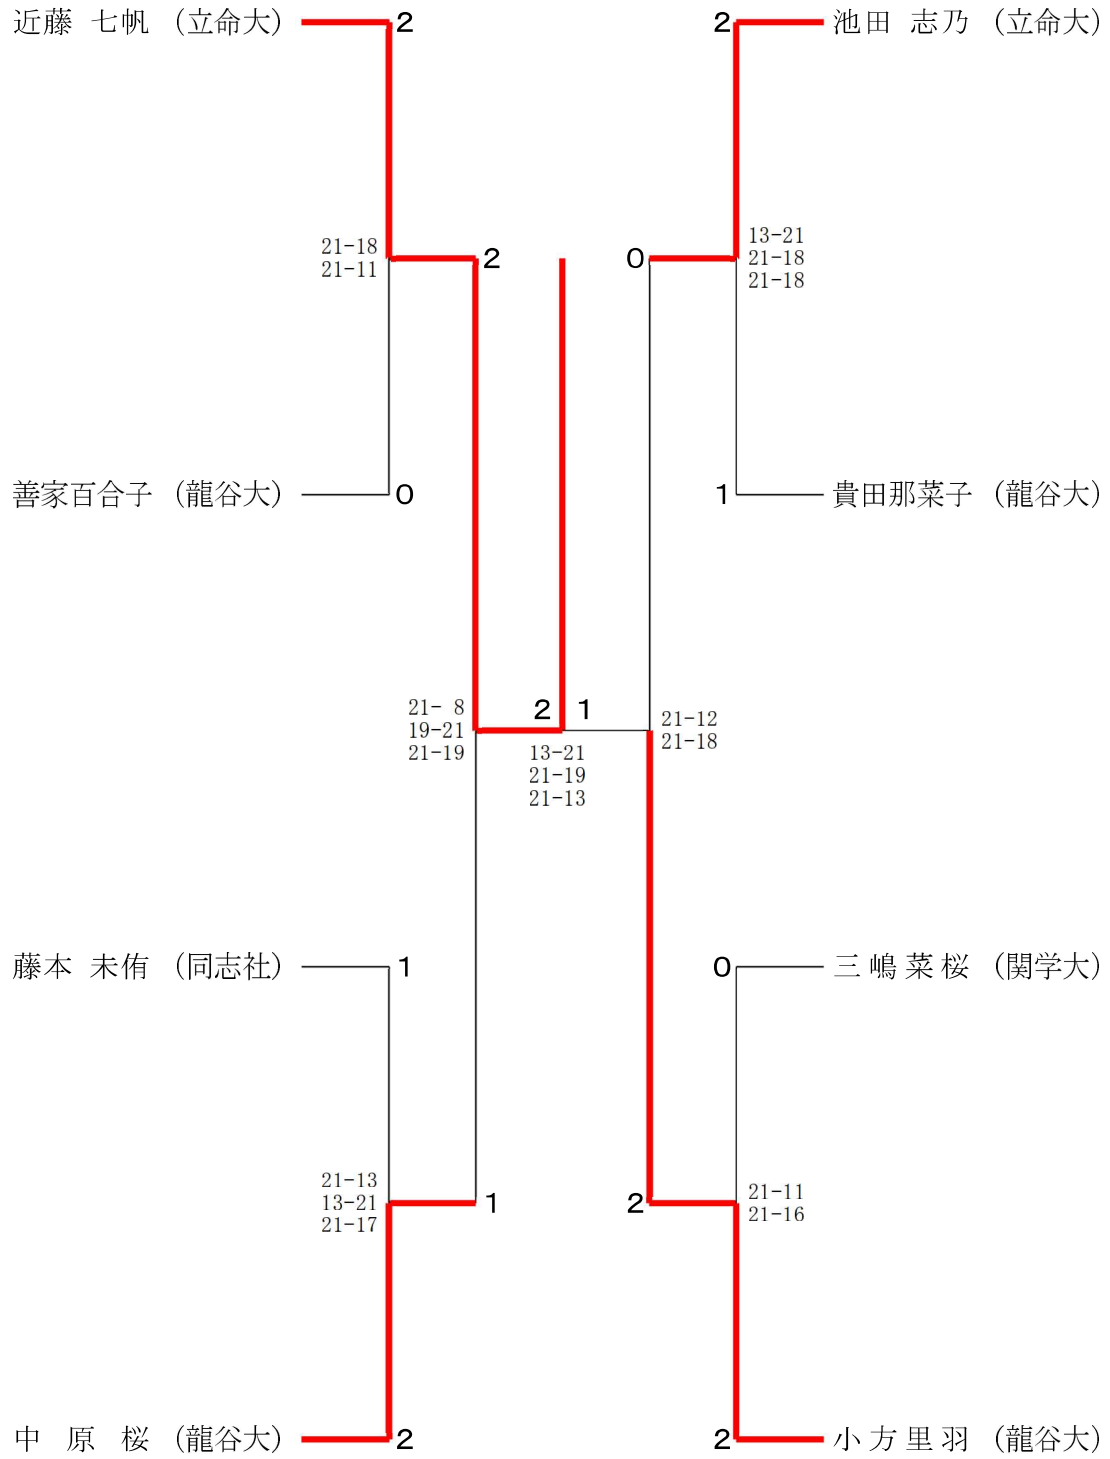 近藤 七帆 （立命大） 2
2 池田 志乃 （立命大）
21-18
21-11
2
0
13-21
21-18
21-18
善家百合子 （龍谷大） 0
1 貴田那菜子 （龍谷大）
21- 8
19-21
21-19
2 1
13-21
21-19
21-13
21-12
21-18
藤本 未侑 （同志社） 1
0 三嶋菜桜 （関学大）
21-13
13-21
21-17
1
2
21-11
21-16
中 原 桜 （龍谷大） 2
2 小方里羽 （龍谷大）